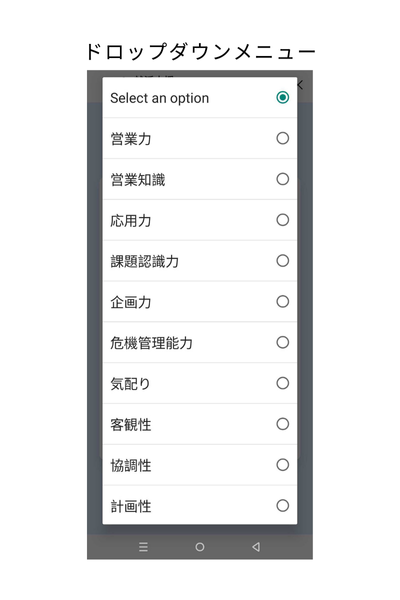 ドロップダウンメニュー
Select an option
営業力
営業知識
応用力
課題認識力
企画力
危機管理能力
気配り
客観性
協調性
計画性